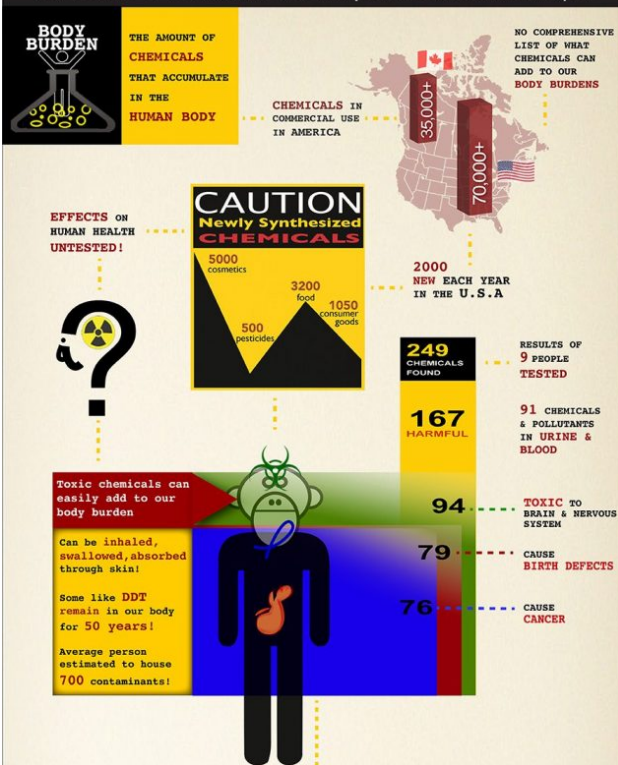 BODY
BURDEN
THE AMOUNT OF
CHEMICALS
THAT ACCUMULATE
IN THE
HUMAN BODY
CHEMICALS IN
COMMERCIAL USE
IN AMERICA
35,000+
70,000+
NO COMPREHENSIVE
LIST OF WHAT
CHEMICALS CAN
ADD TO OUR
BODY BURDENS
EFFECTS ON
HUMAN HEALTH
UNTESTED!
CAUTION
Newly Synthesized
CHEMICALS
5000
cosmetics
500
pesticides
3200
food
1050
consumer
goods
2000
NEW EACH YEAR
IN THE U.S.A
249
CHEMICALS
FOUND
RESULTS OF
9 PEOPLE
TESTED
167
HARMFUL
91 CHEMICALS
& POLLUTANTS
IN URINE &
BLOOD
94
TOXIC TO
BRAIN & NERVOUS
SYSTEM
79
CAUSE
BIRTH DEFECTS
76
CAUSE
CANCER
Toxic chemicals can
easily add to our
body burden
Can be inhaled,
swallowed,absorbed
through skin!
Some like DDT
remain in our body
for 50 years!
Average person
estimated to house
700 contaminants!